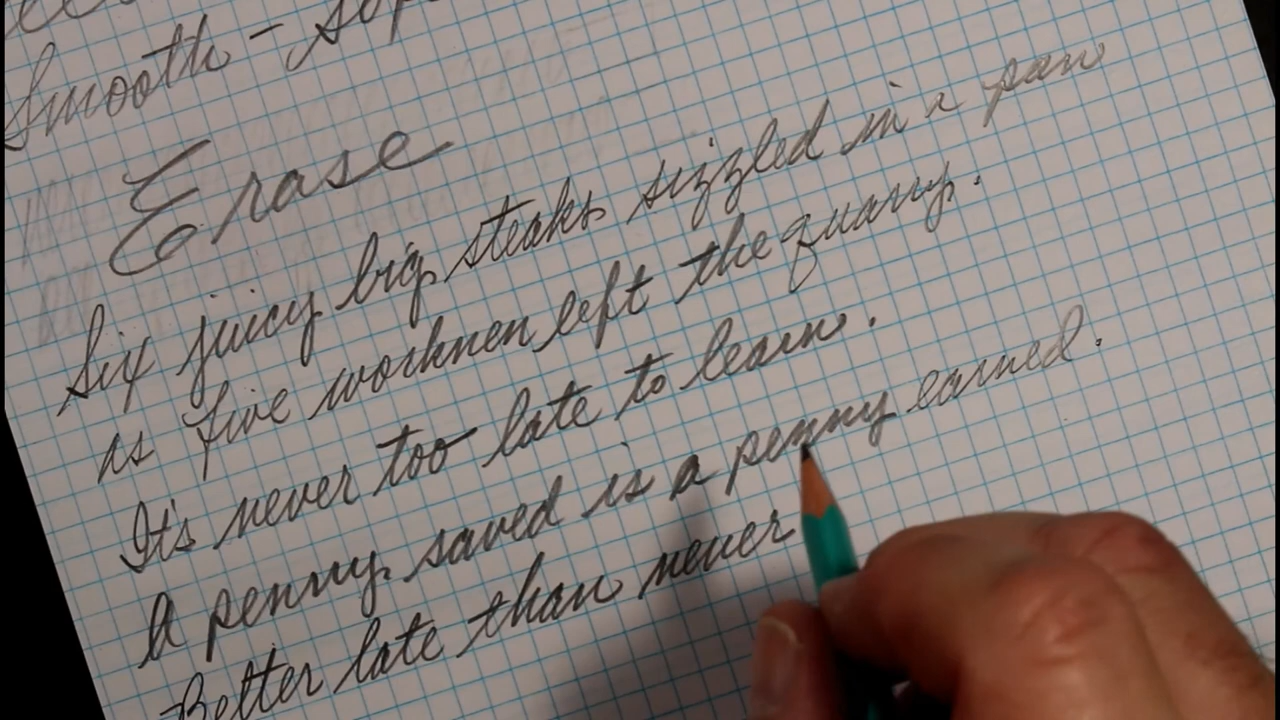 Smooth -
Erase
Six juicy big steaks sizzled in a pan
as five workmen left the quarry.
It's never too late to learn.
A penny saved is a penny earned.
Better late than never